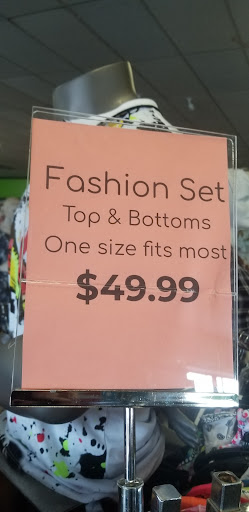 Fashion Set
Top & Bottoms
One size fits most
$49.99